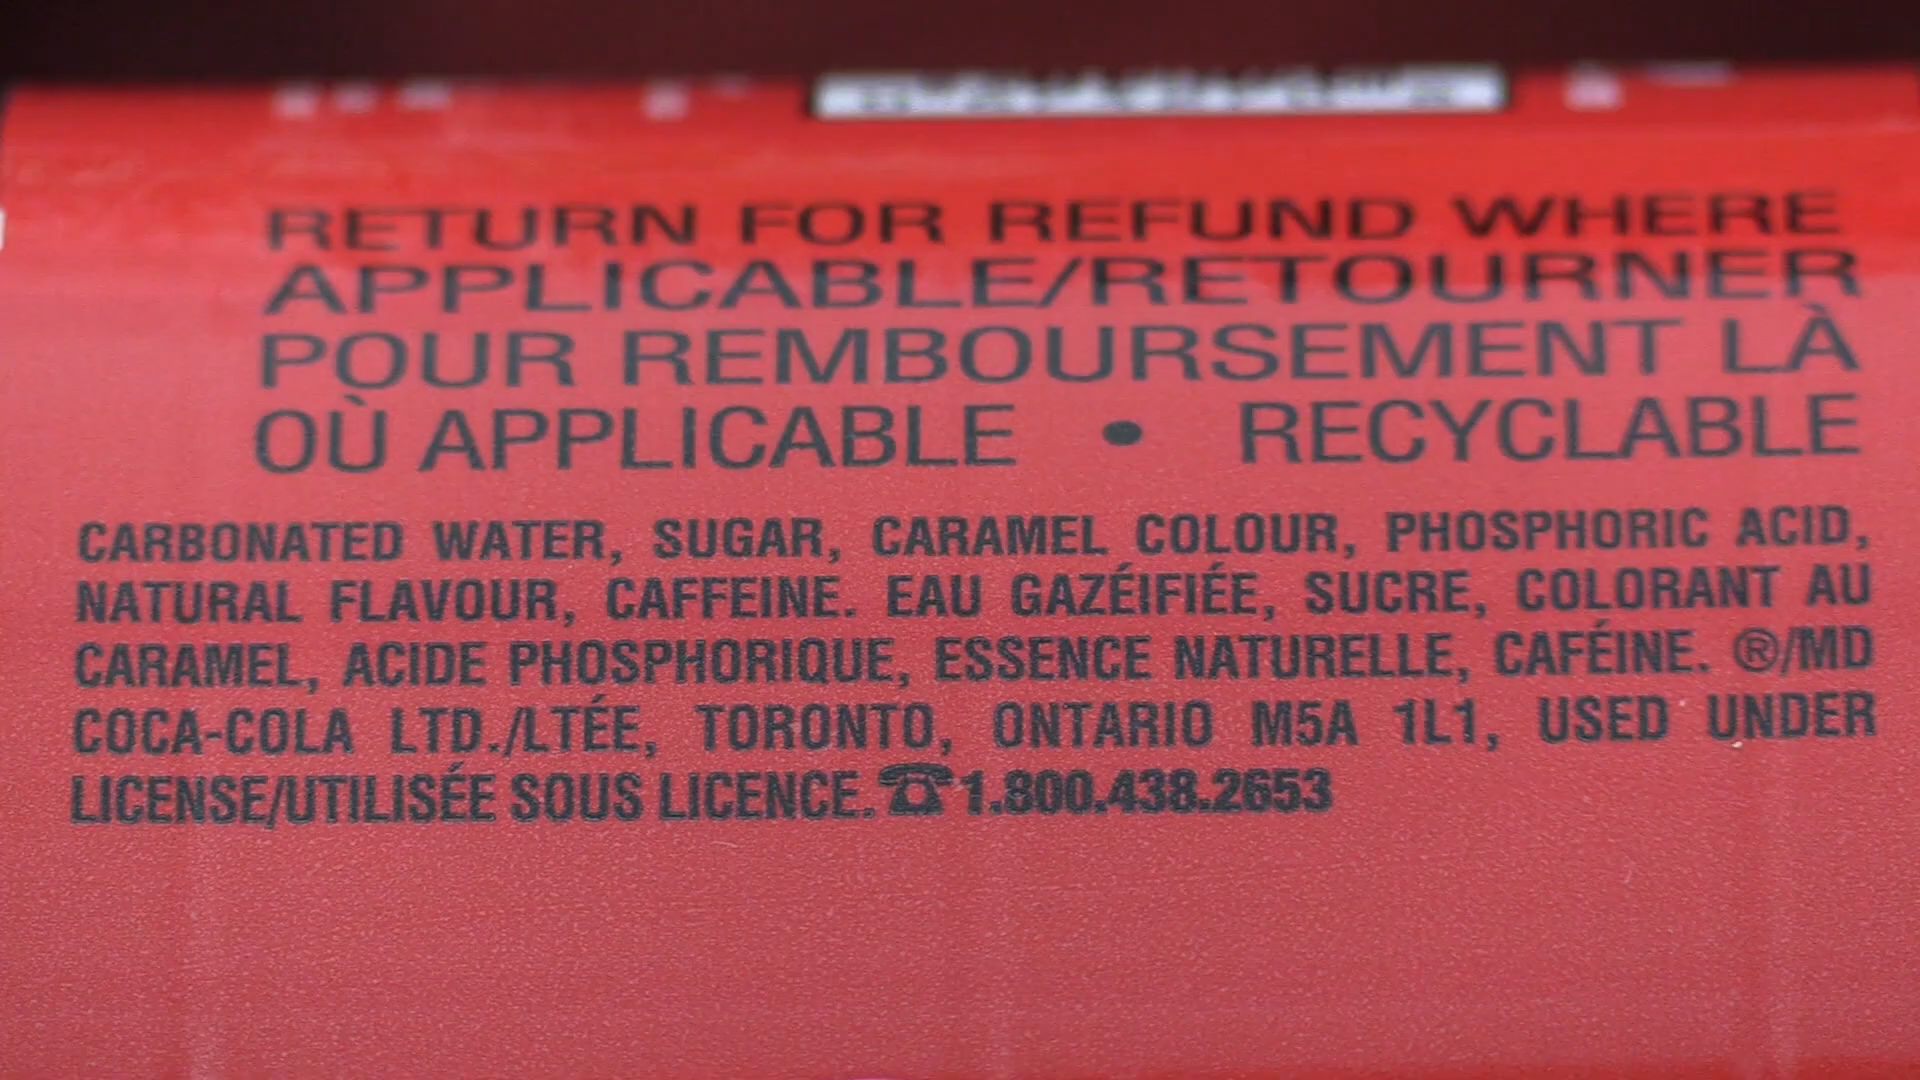 RETURN FOR REFUND WHERE
APPLICABLE/RETOURNER
POUR REMBOURSEMENT LÀ
OÙ APPLICABLE • RECYCLABLE
CARBONATED WATER, SUGAR, CARAMEL COLOUR, PHOSPHORIC ACID,
NATURAL FLAVOUR, CAFFEINE. EAU GAZÉIFIÉE, SUCRE, COLORANT AU
CARAMEL, ACIDE PHOSPHORIQUE, ESSENCE NATURELLE, CAFÉINE. ®/MD
COCA-COLA LTD./LTÉE, TORONTO, ONTARIO M5A 1L1, USED UNDER
LICENSE/UTILISÉE SOUS LICENCE. ☎1.800.438.2653